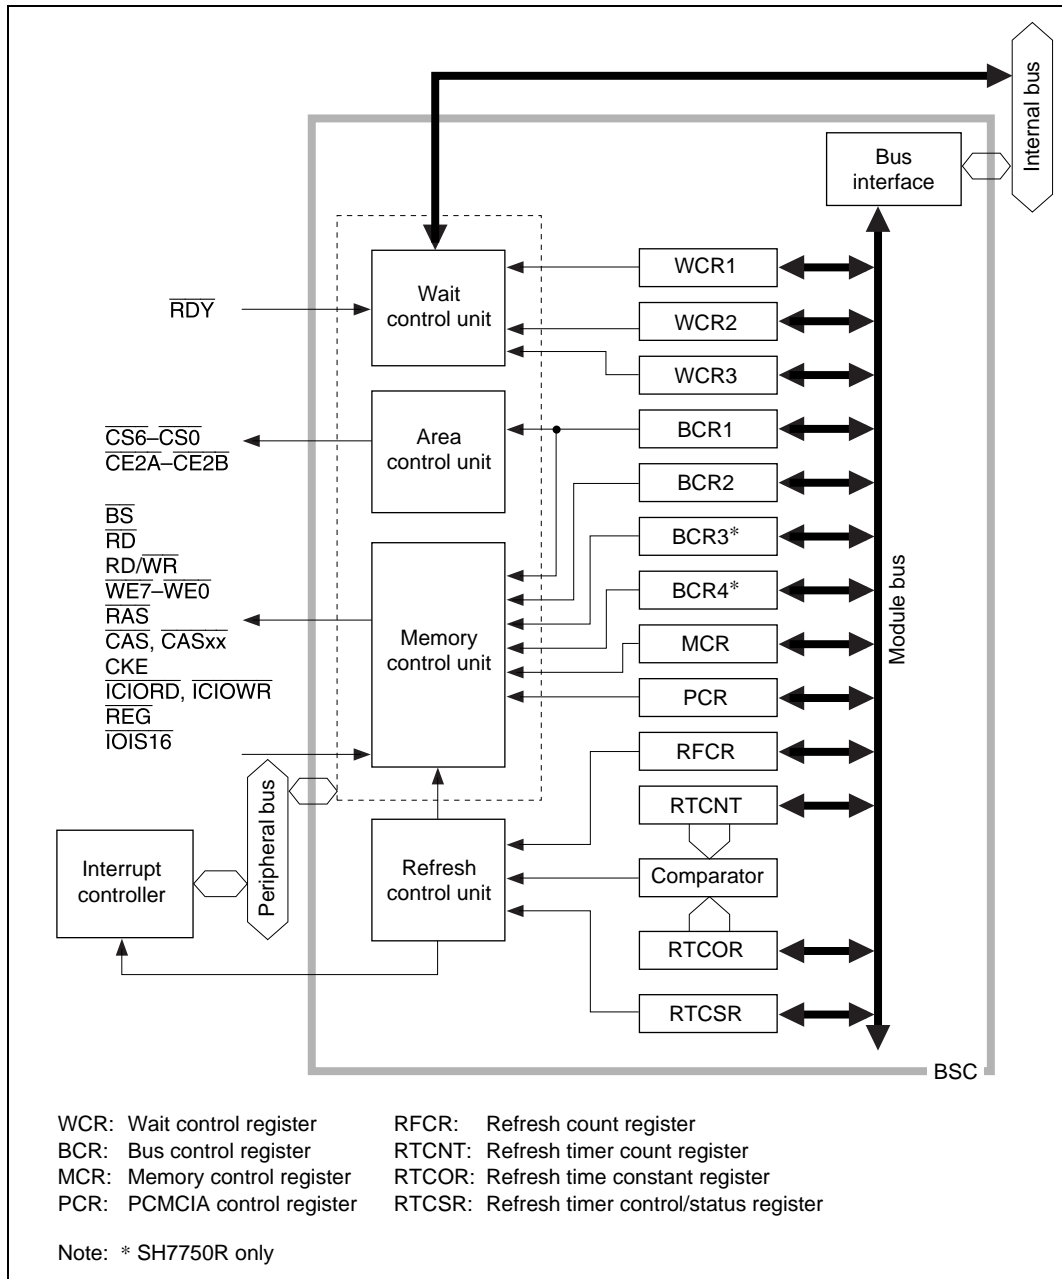 Internal bus
Bus
interface
Wait
control unit
RDY
WCR1
WCR2
WCR3
Area
control unit
CS6–CS0
CE2A–CE2B
BCR1
BCR2
BS
RD
RD/WR
WE7–WE0
RAS
CAS, CASxx
CKE
ICIORD, ICIOWR
REG
IOIS16
Memory
control unit
BCR3*
BCR4*
MCR
PCR
Module bus
RFCR
RTCNT
Comparator
RTCOR
RTCSR
Peripheral bus
Interrupt
controller
Refresh
control unit
BSC
WCR: Wait control register
BCR: Bus control register
MCR: Memory control register
PCR: PCMCIA control register
RFCR: Refresh count register
RTCNT: Refresh timer count register
RTCOR: Refresh time constant register
RTCSR: Refresh timer control/status register
Note: * SH7750R only